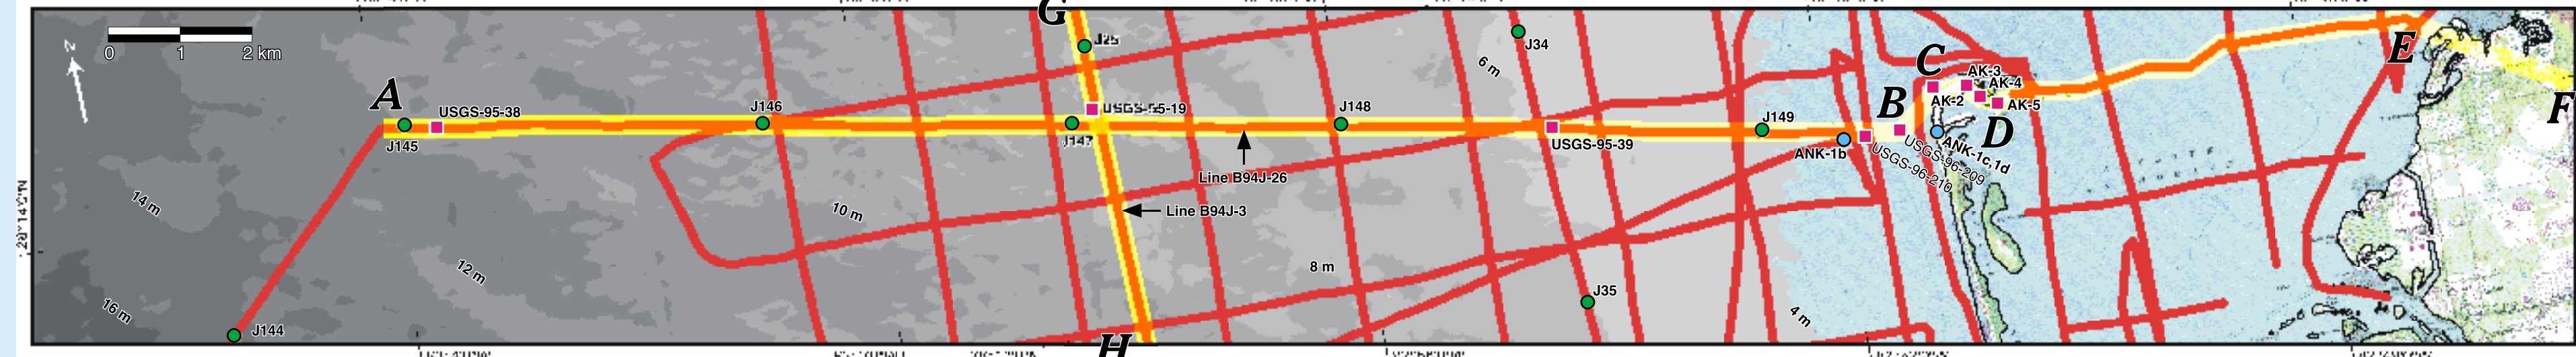 G
J25
0 1 2 km
N
J34
6 m
C
AK-3
AK-4
E
A
USGS-95-38
J146
USGS-95-19
J148
AK-2
B
AK-5
F
J145
J147
J149
USGS-95-39
ANK-1b
D
ANK-1c,1d
USGS-96-209
USGS-96-210
Line B94J-26
14 m
10 m
Line B94J-3
12 m
8 m
J35
16 m
J144
4 m
H